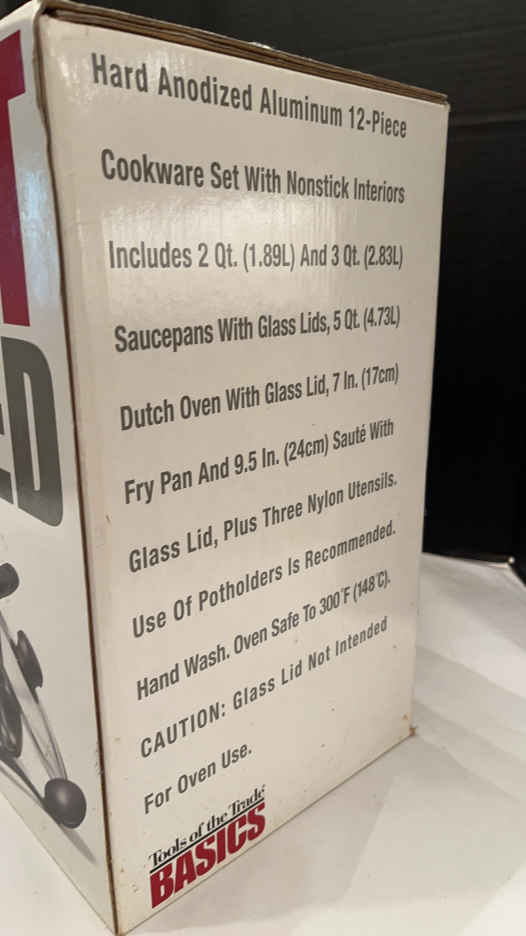 Hard Anodized Aluminum 12-Piece
Cookware Set With Nonstick Interiors
Includes 2 Qt. (1.89L) And 3 Qt. (2.83L)
Saucepans With Glass Lids, 5 Qt. (4.73L)
Dutch Oven With Glass Lid, 7 In. (17cm)
Fry Pan And 9.5 In. (24cm) Sauté With
Glass Lid, Plus Three Nylon Utensils.
Use Of Potholders Is Recommended.
Hand Wash. Oven Safe To 300°F (148°C).
CAUTION: Glass Lid Not Intended
For Oven Use.
Tools of the Trade
BASICS